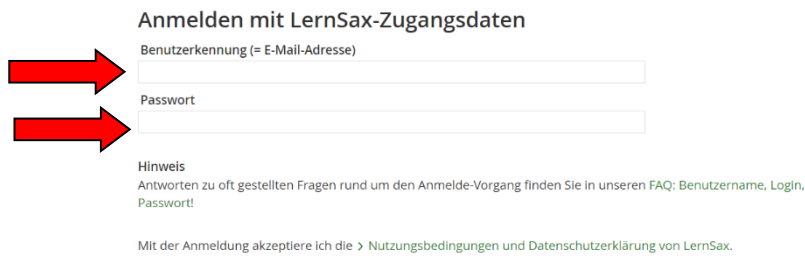 Anmelden mit LernSax-Zugangsdaten
Benutzerkennung (= E-Mail-Adresse)
Passwort
Hinweis
Antworten zu oft gestellten Fragen rund um den Anmelde-Vorgang finden Sie in unseren FAQ: Benutzername, Login,
Passwort!
Mit der Anmeldung akzeptiere ich die > Nutzungsbedingungen und Datenschutzerklärung von LernSax.